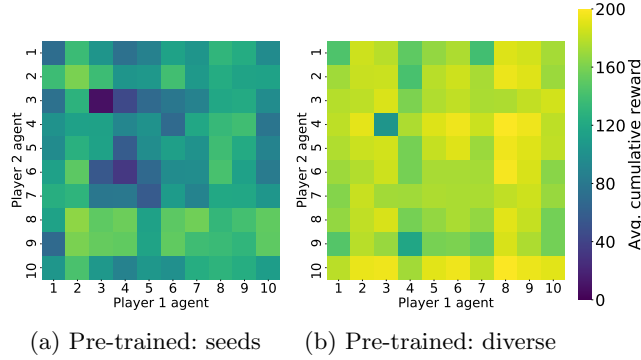 1
2
3
4
5
6
7
8
9
10
Player 2 agent
1 2 3 4 5 6 7 8 9 10
Player 1 agent
1
2
3
4
5
6
7
8
9
10
Player 2 agent
1 2 3 4 5 6 7 8 9 10
Player 1 agent
200
160
120
80
40
0
Avg. cumulative reward
(a) Pre-trained: seeds
(b) Pre-trained: diverse